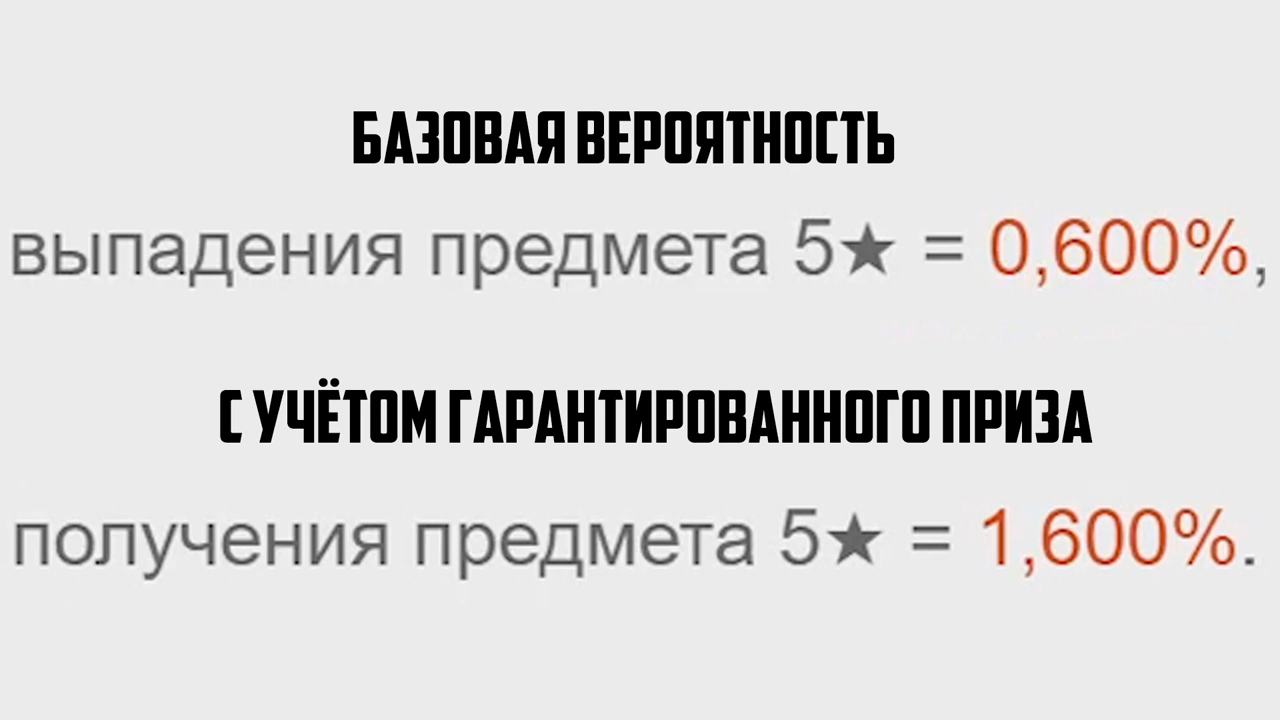 БАЗОВАЯ ВЕРОЯТНОСТЬ
выпадения предмета 5★ = 0,600%,
С УЧЁТОМ ГАРАНТИРОВАННОГО ПРИЗА
получения предмета 5★ = 1,600%.